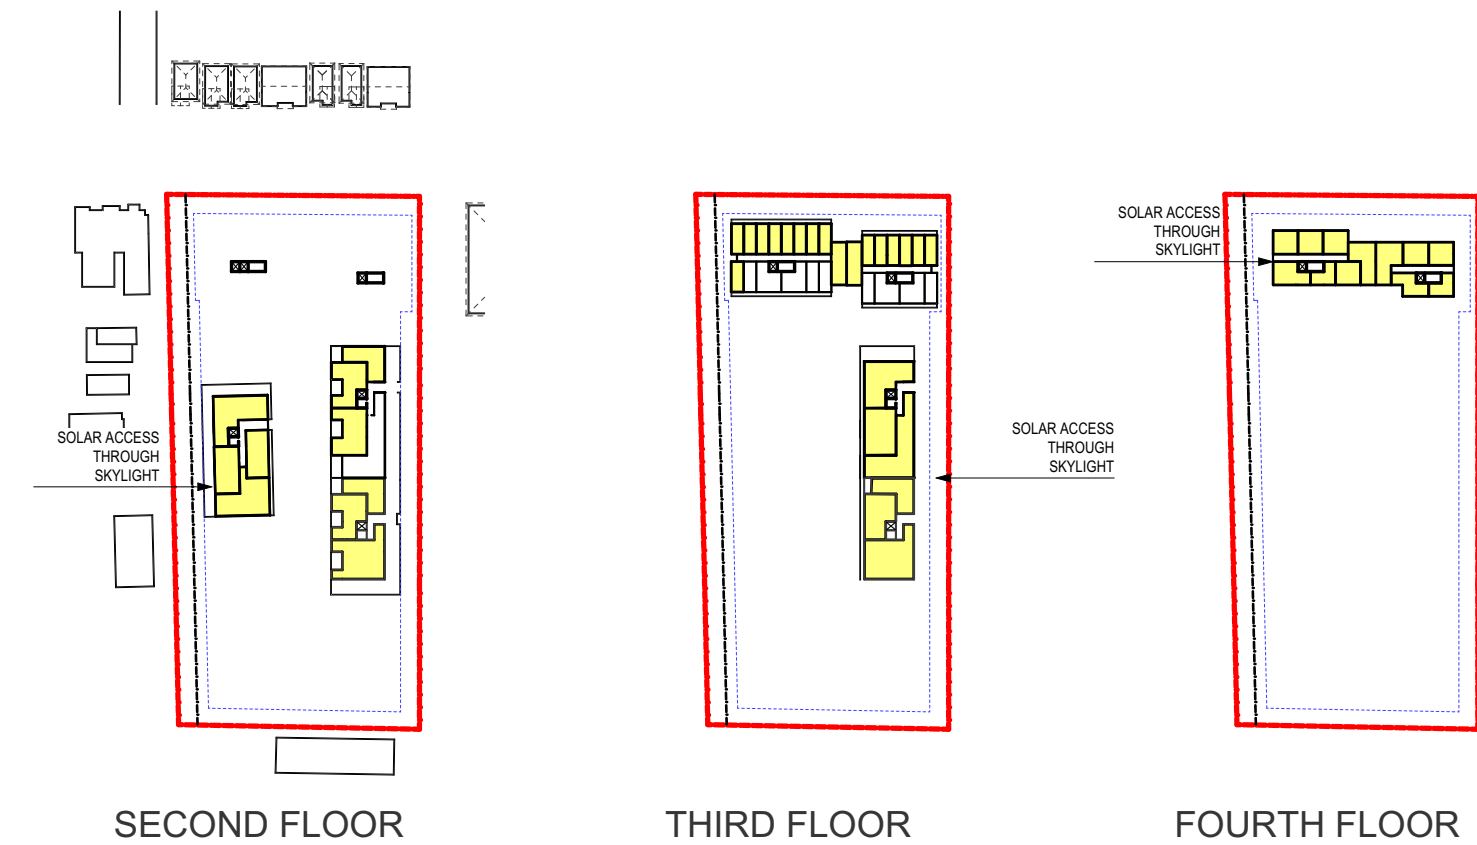 SOLAR ACCESS
THROUGH
SKYLIGHT
SOLAR ACCESS
THROUGH
SKYLIGHT
SOLAR ACCESS
THROUGH
SKYLIGHT
SECOND FLOOR
THIRD FLOOR
FOURTH FLOOR